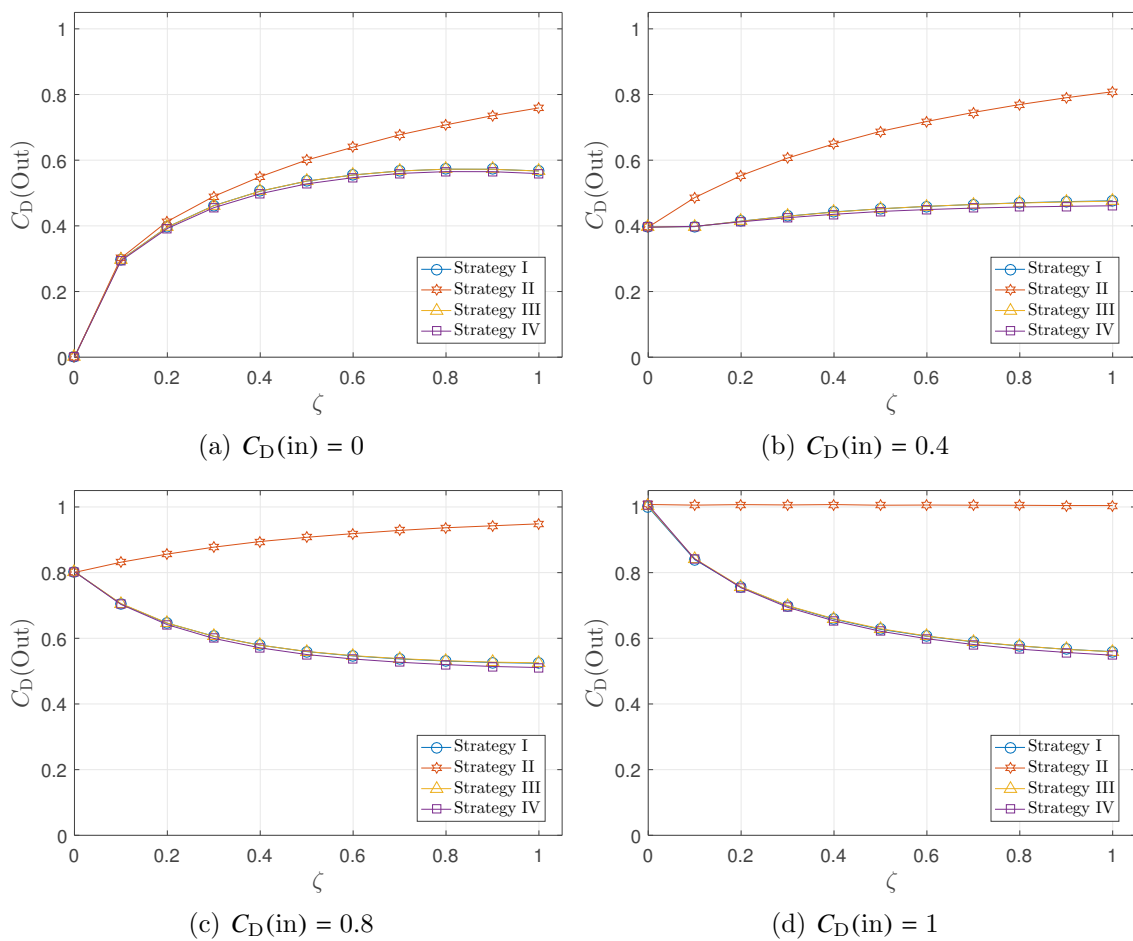 1
0.8
0.6
0.4
0.2
0
C_D(Out)
0 0.2 0.4 0.6 0.8 1
ζ
Strategy I
Strategy II
Strategy III
Strategy IV
(a) C_D(in) = 0
1
0.8
0.6
0.4
0.2
0
C_D(Out)
0 0.2 0.4 0.6 0.8 1
ζ
Strategy I
Strategy II
Strategy III
Strategy IV
(b) C_D(in) = 0.4
1
0.8
0.6
0.4
0.2
0
C_D(Out)
0 0.2 0.4 0.6 0.8 1
ζ
Strategy I
Strategy II
Strategy III
Strategy IV
(c) C_D(in) = 0.8
1
0.8
0.6
0.4
0.2
0
C_D(Out)
0 0.2 0.4 0.6 0.8 1
ζ
Strategy I
Strategy II
Strategy III
Strategy IV
(d) C_D(in) = 1